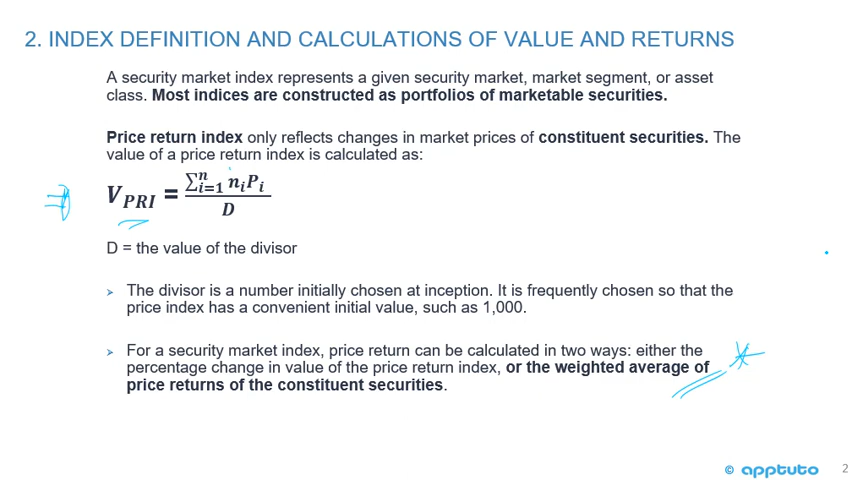 2. INDEX DEFINITION AND CALCULATIONS OF VALUE AND RETURNS
A security market index represents a given security market, market segment, or asset
class. Most indices are constructed as portfolios of marketable securities.
Price return index only reflects changes in market prices of constituent securities. The
value of a price return index is calculated as:
V_PRI = ∑ⁿᵢ₌₁ nᵢPᵢ / D
D = the value of the divisor
➢ The divisor is a number initially chosen at inception. It is frequently chosen so that the
price index has a convenient initial value, such as 1,000.
➢ For a security market index, price return can be calculated in two ways: either the
percentage change in value of the price return index, or the weighted average of
price returns of the constituent securities.
© apptuto
2